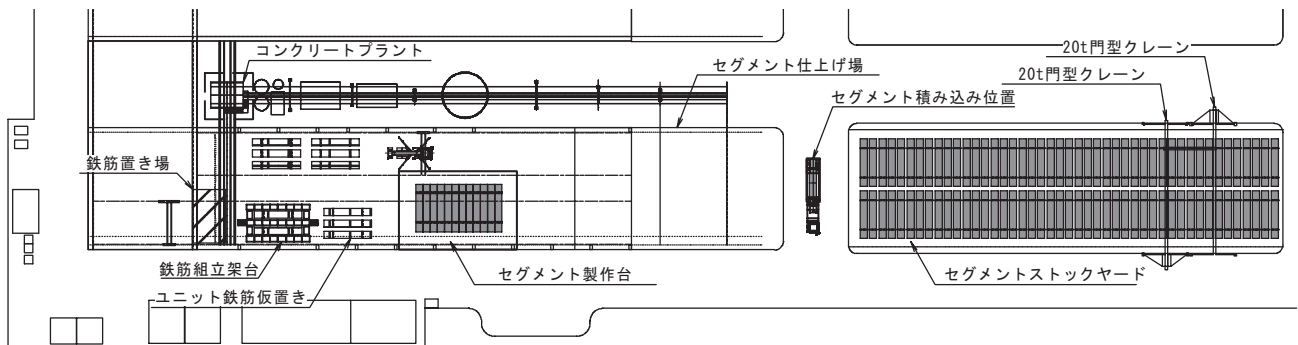 コンクリートプラント
20t門型クレーン
セグメント仕上げ場
20t門型クレーン
セグメント積み込み位置
鉄筋置き場
鉄筋組立架台
セグメント製作台
セグメントストックヤード
ユニット鉄筋仮置き